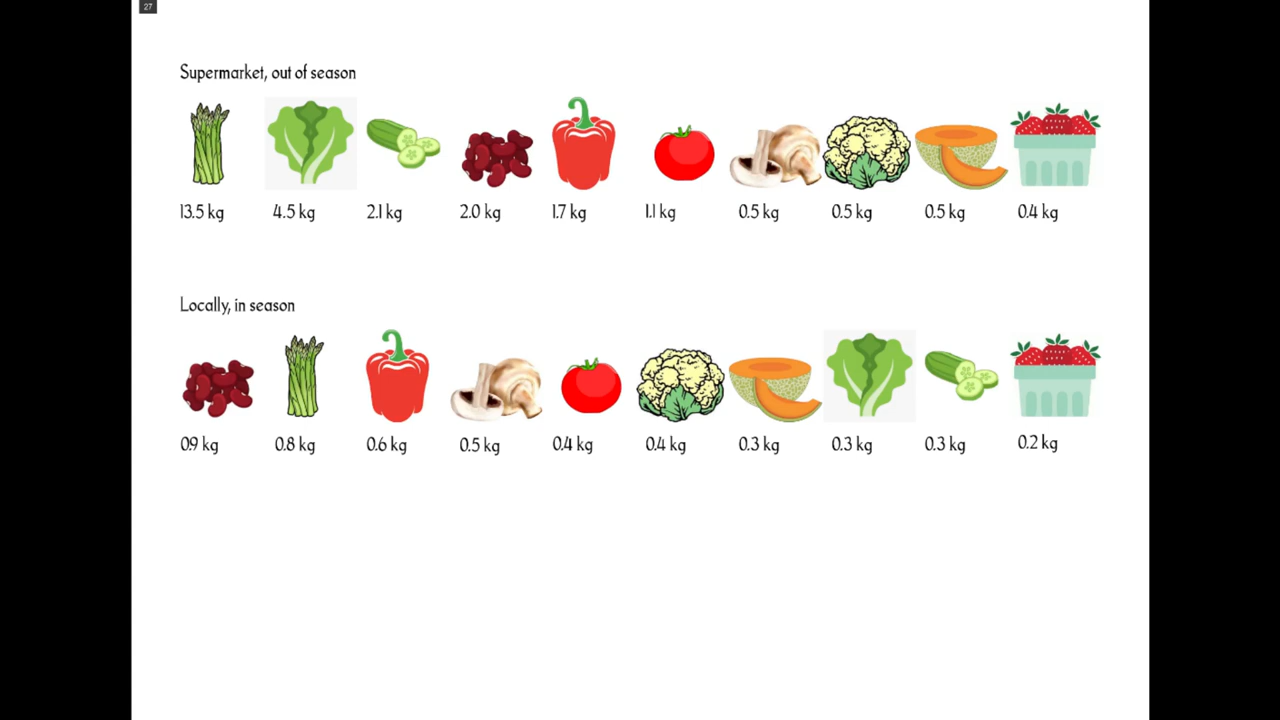 27
Supermarket, out of season
13.5 kg 4.5 kg 2.1 kg 2.0 kg 1.7 kg 1.1 kg 0.5 kg 0.5 kg 0.5 kg 0.4 kg
Locally, in season
0.9 kg 0.8 kg 0.6 kg 0.5 kg 0.4 kg 0.4 kg 0.3 kg 0.3 kg 0.3 kg 0.2 kg